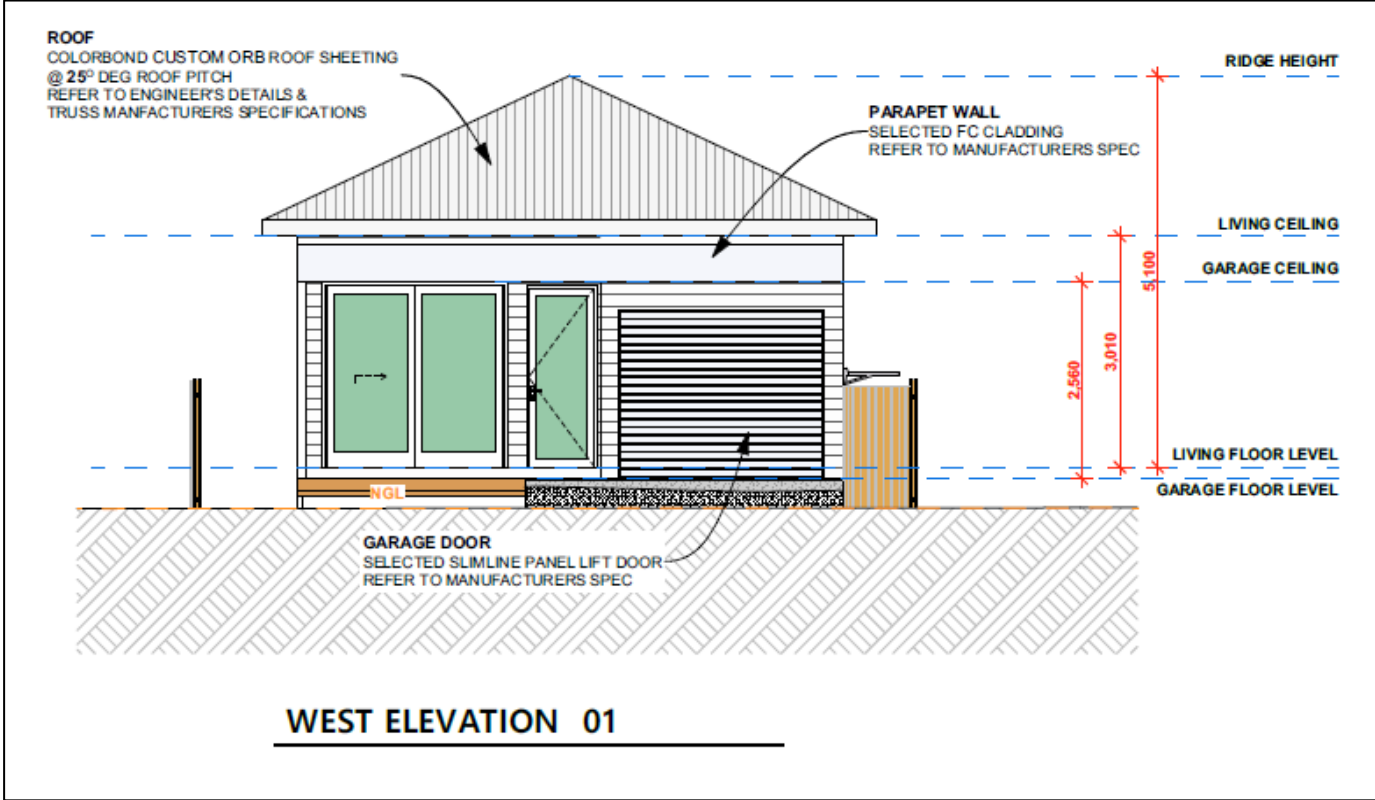 ROOF
COLORBOND CUSTOM ORB ROOF SHEETING
@ 25° DEG ROOF PITCH
REFER TO ENGINEER'S DETAILS &
TRUSS MANFACTURERS SPECIFICATIONS
RIDGE HEIGHT
PARAPET WALL
SELECTED FC CLADDING
REFER TO MANUFACTURERS SPEC
LIVING CEILING
GARAGE CEILING
5,100
3,010
2,560
LIVING FLOOR LEVEL
GARAGE FLOOR LEVEL
NGL
GARAGE DOOR
SELECTED SLIMLINE PANEL LIFT DOOR
REFER TO MANUFACTURERS SPEC
WEST ELEVATION 01